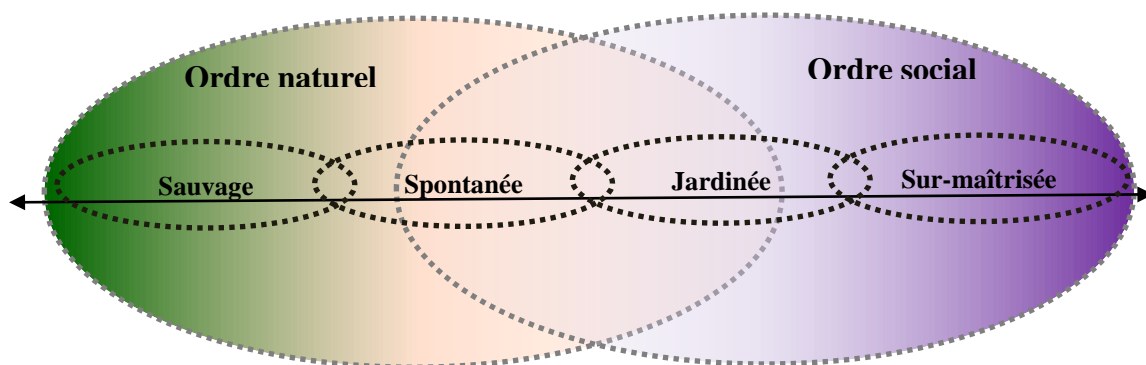 Ordre naturel
Ordre social
Sauvage
Spontanée
Jardinée
Sur-maîtrisée